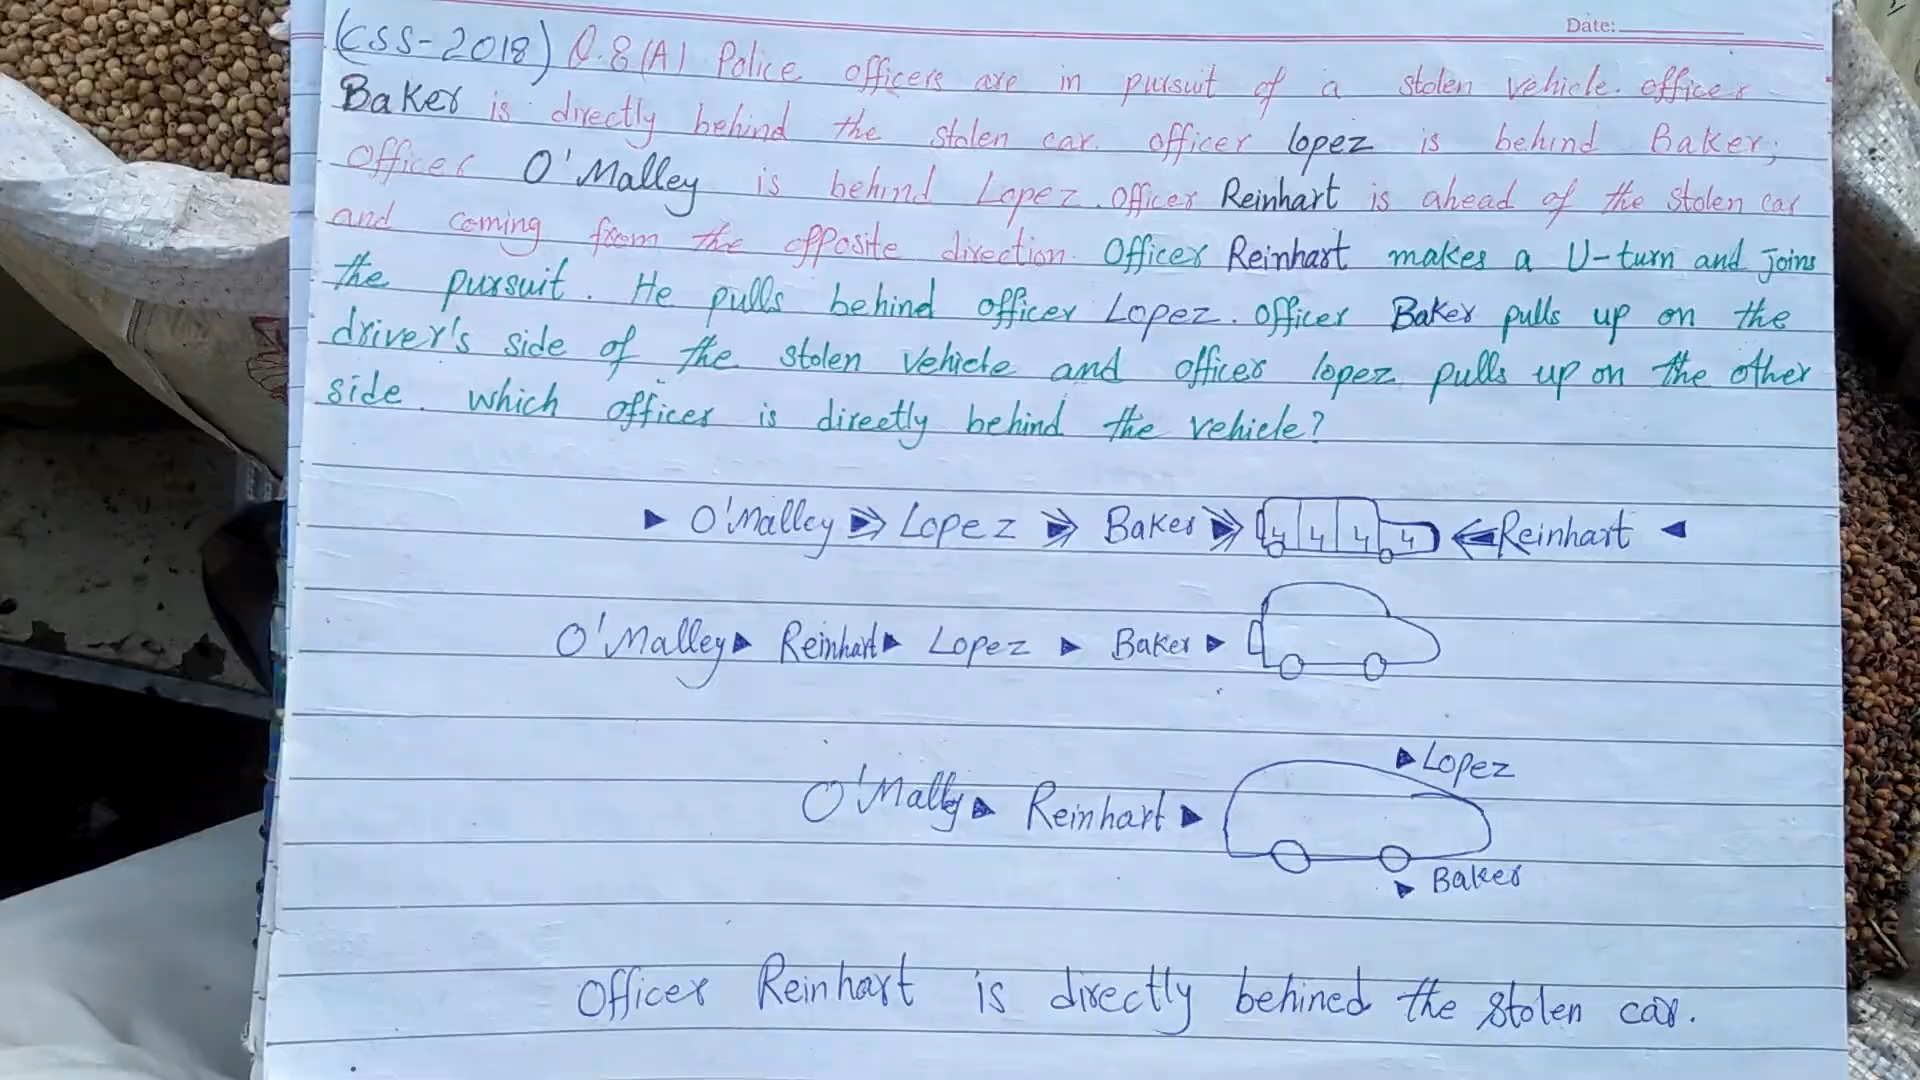 Date:
(CSS-2018) Q.8(A) Police officers are in pursuit of a stolen vehicle. officer
Baker is directly behind the stolen car. officer lopez is behind Baker;
Officer O'Malley is behind Lopez. Officer Reinhart is ahead of the stolen car
and coming from the opposite direction. Officer Reinhart makes a U-turn and joins
the pursuit. He pulls behind officer Lopez. Officer Baker pulls up on the
driver's side of the stolen vehicle and officer lopez pulls up on the other
side. which officer is directly behind the vehicle?
O'Malley Lopez Baker 4 4 4 4 Reinhart
O'Malley Reinhart Lopez Baker
Lopez
O'Mally Reinhart
Baker
Officer Reinhart is directly behined the stolen car.